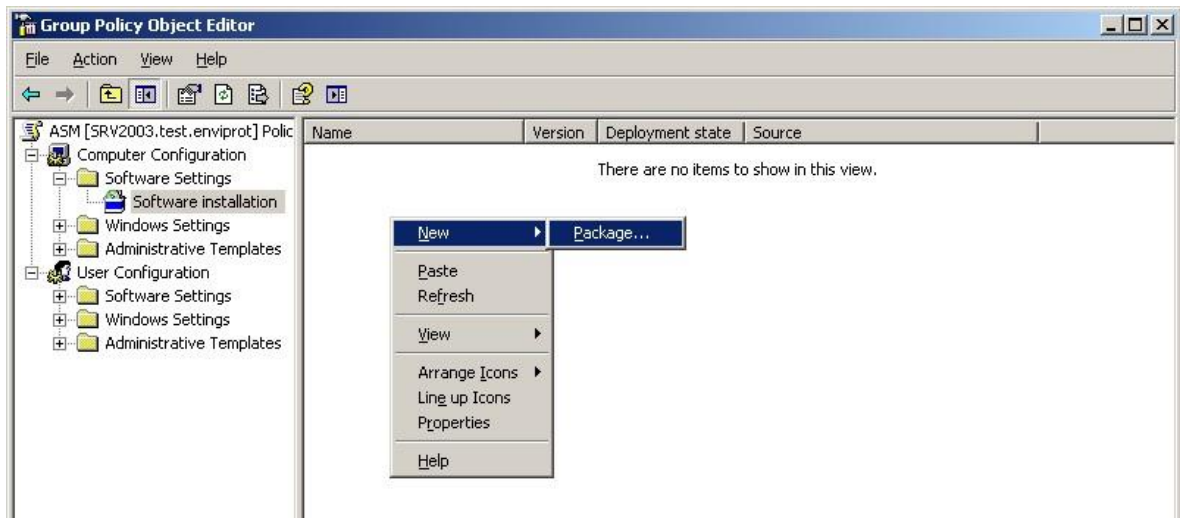 Group Policy Object Editor
File Action View Help
ASM [SRV2003.test.enviprot] Polic
Computer Configuration
Software Settings
Software installation
Windows Settings
Administrative Templates
User Configuration
Software Settings
Windows Settings
Administrative Templates
Name Version Deployment state Source
There are no items to show in this view.
New Package...
Paste
Refresh
View
Arrange Icons
Line up Icons
Properties
Help